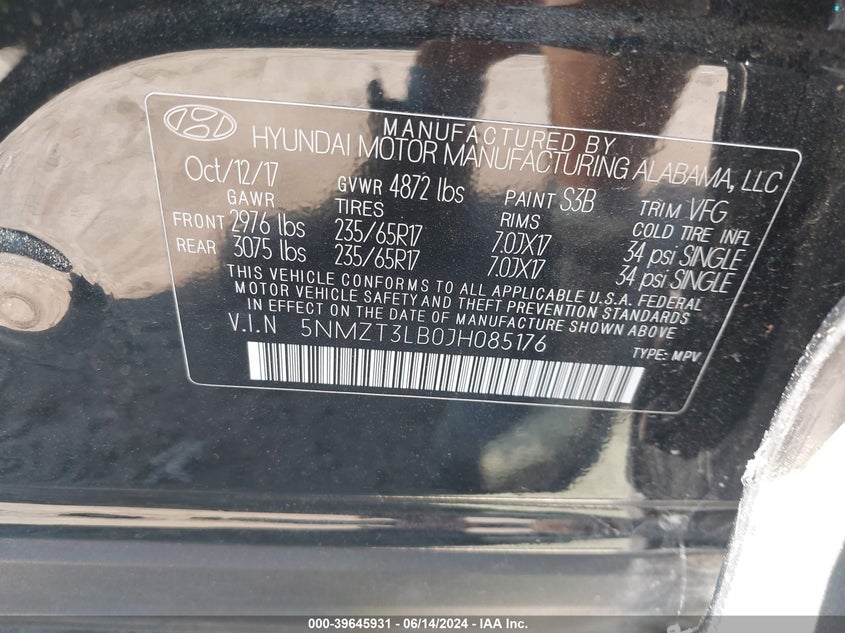 MANUFACTURED BY
HYUNDAI MOTOR MANUFACTURING ALABAMA, LLC
Oct/12/17 GVWR 4872 lbs PAINT S3B TRIM VFG
GAWR TIRES RIMS COLD TIRE INFL
FRONT 2976 lbs 235/65R17 7.0JX17 34 psi SINGLE
REAR 3075 lbs 235/65R17 7.0JX17 34 psi SINGLE
THIS VEHICLE CONFORMS TO ALL APPLICABLE U.S.A. FEDERAL
MOTOR VEHICLE SAFETY AND THEFT PREVENTION STANDARDS
IN EFFECT ON THE DATE OF MANUFACTURE SHOWN ABOVE
V.I.N 5NMZT3LB0JH085176 TYPE: MPV
000-39645931 - 06/14/2024 - IAA Inc.